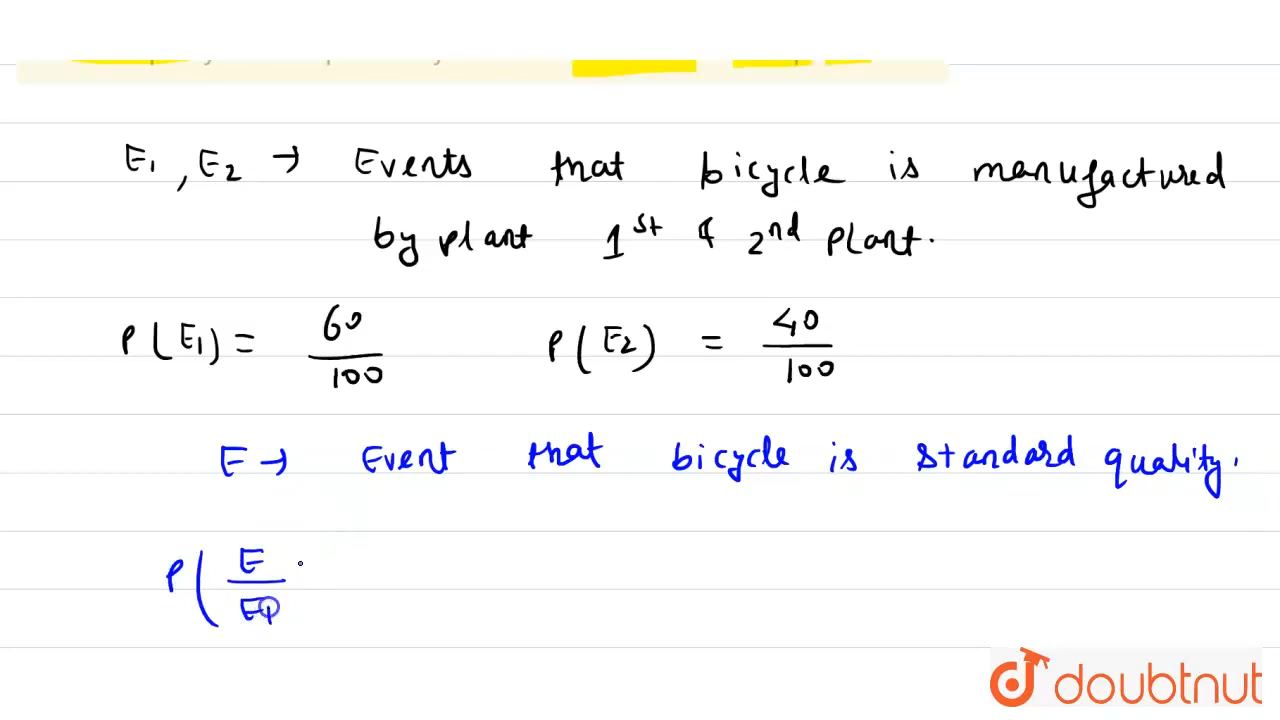 E1, E2 → Events that bicycle is manufactured
by plant 1st & 2nd plant.
P(E1) = 60/100 P(E2) = 40/100
E → Event that bicycle is standard quality.
P(E/E1
doubtnut